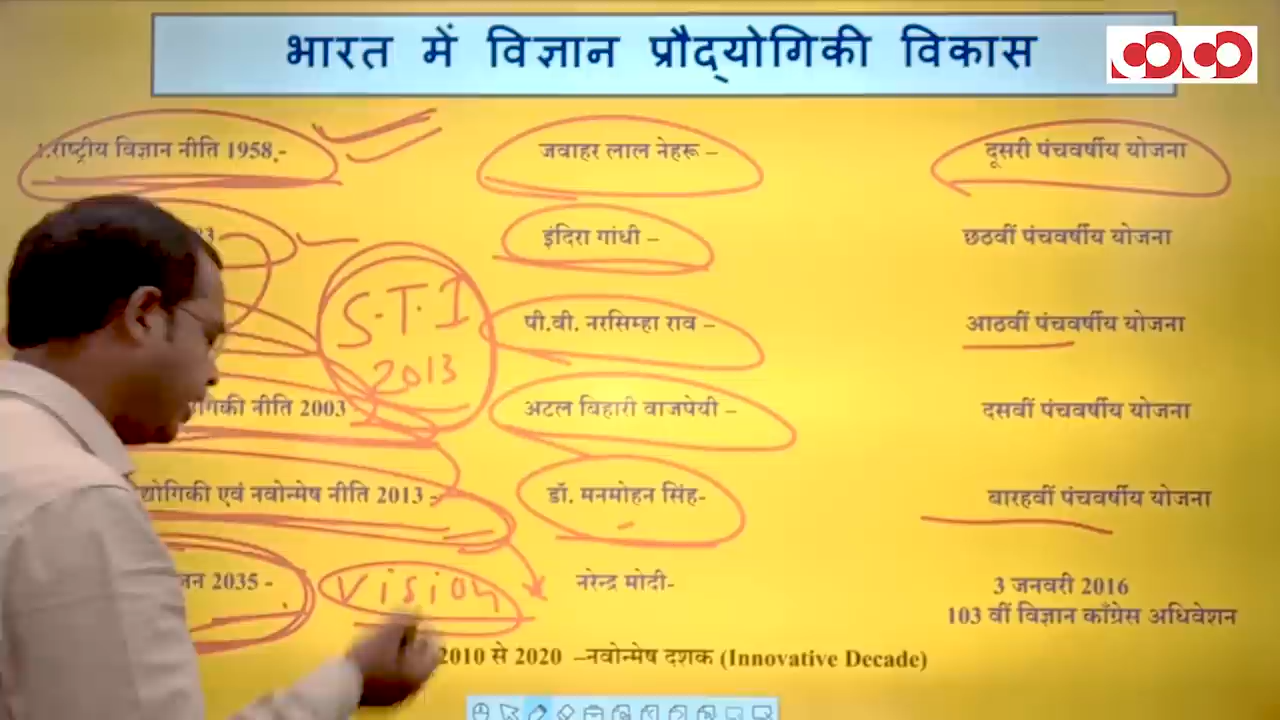 भारत में विज्ञान प्रौद्योगिकी विकास
राष्ट्रीय विज्ञान नीति 1958,- जवाहर लाल नेहरू – दूसरी पंचवर्षीय योजना
इंदिरा गांधी – छठवीं पंचवर्षीय योजना
S.T.I
2013
पी.वी. नरसिम्हा राव – आठवीं पंचवर्षीय योजना
नीति 2003 अटल बिहारी वाजपेयी – दसवीं पंचवर्षीय योजना
एवं नवोन्मेष नीति 2013 - डॉ. मनमोहन सिंह- बारहवीं पंचवर्षीय योजना
2035 - Vision नरेन्द्र मोदी- 3 जनवरी 2016
103 वीं विज्ञान काँग्रेस अधिवेशन
2010 से 2020 –नवोन्मेष दशक (Innovative Decade)